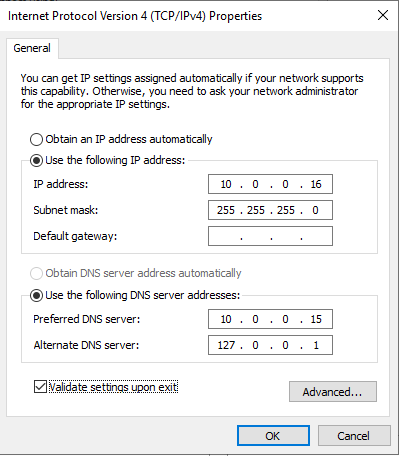 Internet Protocol Version 4 (TCP/IPv4) Properties
General
You can get IP settings assigned automatically if your network supports
this capability. Otherwise, you need to ask your network administrator
for the appropriate IP settings.
Obtain an IP address automatically
Use the following IP address:
IP address: 10 . 0 . 0 . 16
Subnet mask: 255 . 255 . 255 . 0
Default gateway: . . .
Obtain DNS server address automatically
Use the following DNS server addresses:
Preferred DNS server: 10 . 0 . 0 . 15
Alternate DNS server: 127 . 0 . 0 . 1
Validate settings upon exit
Advanced...
OK Cancel